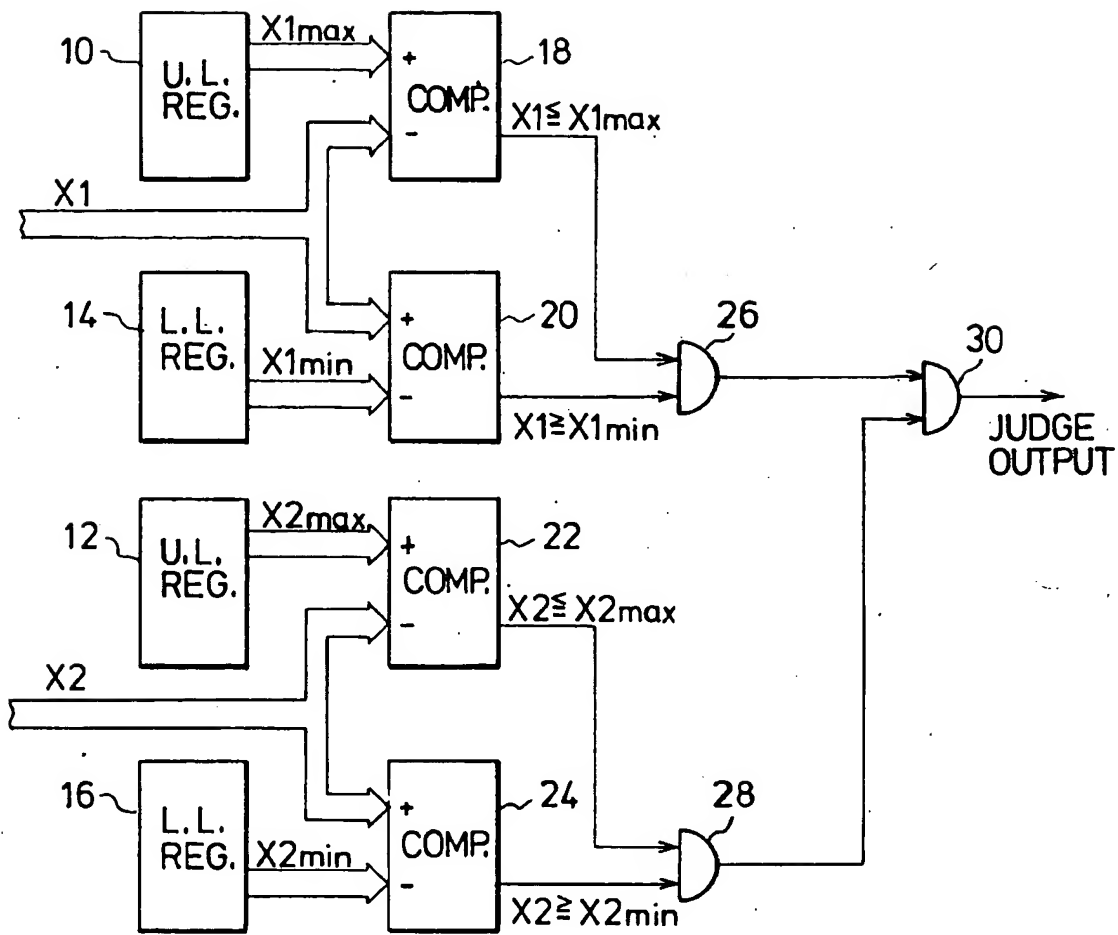 10
U.L.
REG.
X1max
+
COMP.
-
18
X1≦X1max
X1
14
L.L.
REG.
X1min
+
COMP.
-
20
X1≧X1min
26
30
JUDGE
OUTPUT
12
U.L.
REG.
X2max
+
COMP.
-
22
X2≦X2max
X2
16
L.L.
REG.
X2min
+
COMP.
-
24
X2≧X2min
28